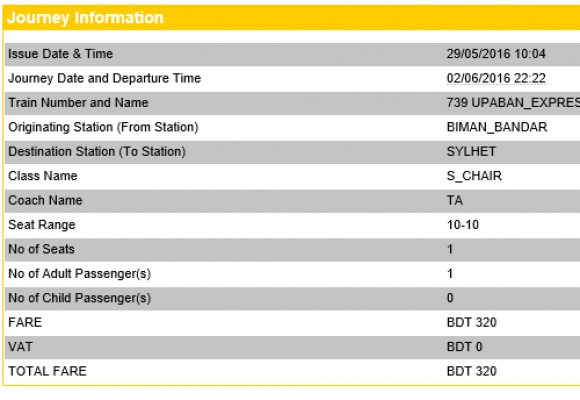 Journey Information
Issue Date & Time 29/05/2016 10:04
Journey Date and Departure Time 02/06/2016 22:22
Train Number and Name 739 UPABAN_EXPRES
Originating Station (From Station) BIMAN_BANDAR
Destination Station (To Station) SYLHET
Class Name S_CHAIR
Coach Name TA
Seat Range 10-10
No of Seats 1
No of Adult Passenger(s) 1
No of Child Passenger(s) 0
FARE BDT 320
VAT BDT 0
TOTAL FARE BDT 320